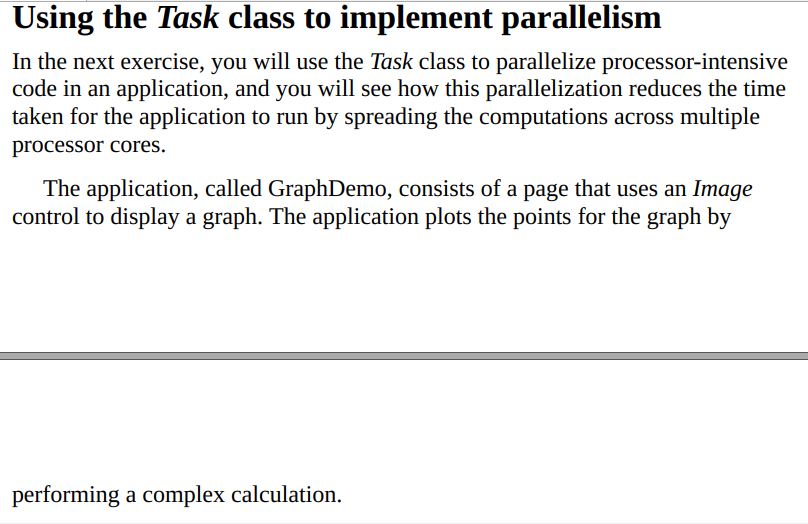 Using the Task class to implement parallelism
In the next exercise, you will use the Task class to parallelize processor-intensive
code in an application, and you will see how this parallelization reduces the time
taken for the application to run by spreading the computations across multiple
processor cores.
The application, called GraphDemo, consists of a page that uses an Image
control to display a graph. The application plots the points for the graph by
performing a complex calculation.